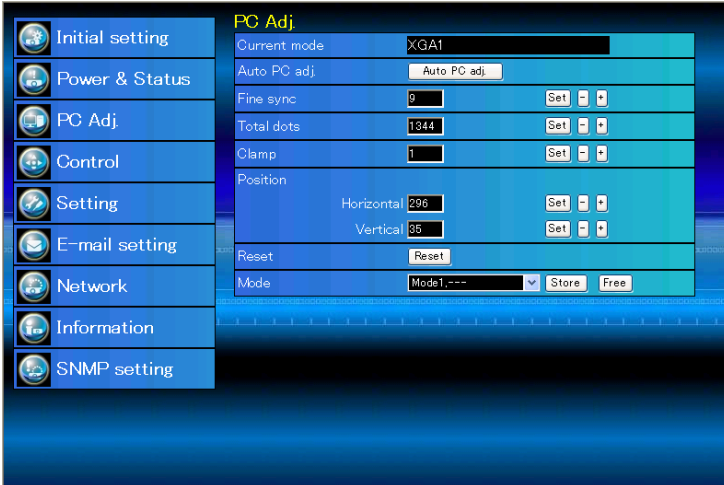 Initial setting
Power & Status
PC Adj.
Control
Setting
E-mail setting
Network
Information
SNMP setting
PC Adj.
Current mode XGA1
Auto PC adj. Auto PC adj.
Fine sync 9 Set - +
Total dots 1344 Set - +
Clamp 1 Set - +
Position
Horizontal 296 Set - +
Vertical 35 Set - +
Reset Reset
Mode Mode1,--- Store Free